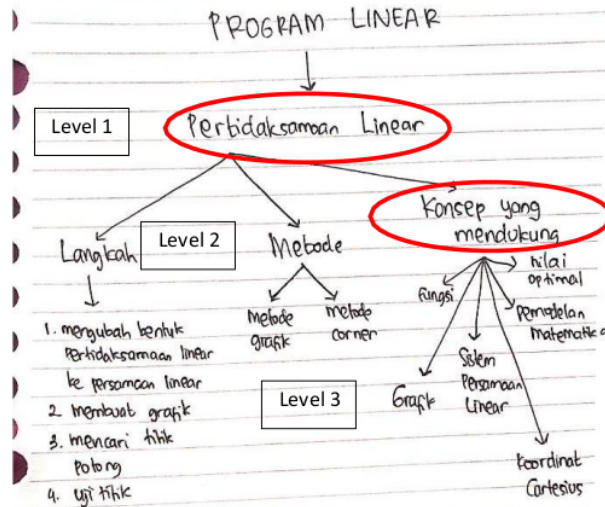 PROGRAM LINEAR
Level 1
Pertidaksamaan Linear
Langkah
Level 2
Metode
Konsep yang
mendukung
1. mengubah bentuk
Pertidaksamaan linear
ke persamaan linear
2 membuat grafik
3. mencari titik
potong
4. uji titik
metode
grafik
metode
corner
Level 3
Fungsi
nilai
optimal
pemodelan
Matematika
Grafik
Sistem
Persamaan
Linear
Koordinat
Cartesius